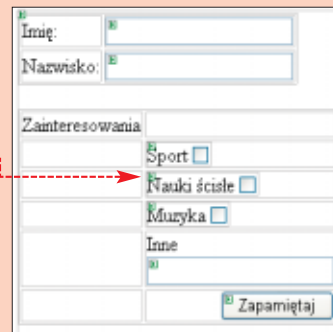 Imię:
Nazwisko:
Zainteresowania
Sport
Nauki ścisłe
Muzyka
Inne
Zapamiętaj